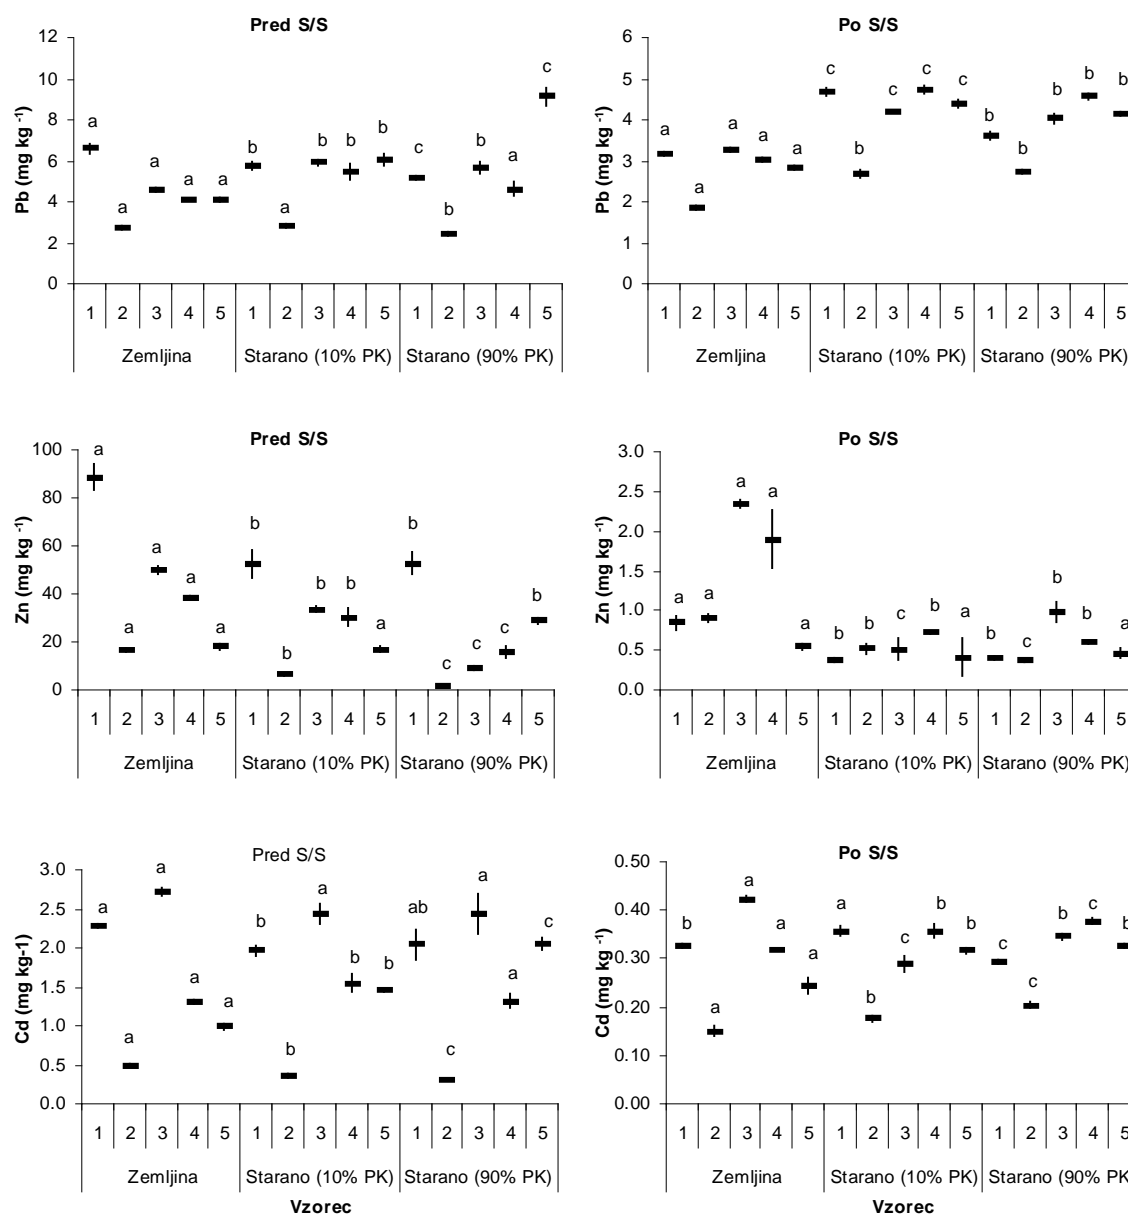 Pred S/S
Pb (mg kg -1)
12
10
8
6
4
2
0
a a a a a b a b b b c b b a c
1 2 3 4 5 1 2 3 4 5 1 2 3 4 5
Zemljina Starano (10% PK) Starano (90% PK)
Po S/S
Pb (mg kg -1)
6
5
4
3
2
1
0
a a a a a c b c c c b b b b b
1 2 3 4 5 1 2 3 4 5 1 2 3 4 5
Zemljina Starano (10% PK) Starano (90% PK)
Pred S/S
Zn (mg kg -1)
100
80
60
40
20
0
a a a a a b b b b a b c c c b
1 2 3 4 5 1 2 3 4 5 1 2 3 4 5
Zemljina Starano (10% PK) Starano (90% PK)
Po S/S
Zn (mg kg -1)
3.0
2.5
2.0
1.5
1.0
0.5
0.0
a a a a a b b c b a b c b b a
1 2 3 4 5 1 2 3 4 5 1 2 3 4 5
Zemljina Starano (10% PK) Starano (90% PK)
Pred S/S
Cd (mg kg-1)
3.0
2.5
2.0
1.5
1.0
0.5
0.0
a a a a a b b a b b ab c a a c
1 2 3 4 5 1 2 3 4 5 1 2 3 4 5
Zemljina Starano (10% PK) Starano (90% PK)
Vzorec
Po S/S
Cd (mg kg -1)
0.50
0.40
0.30
0.20
0.10
0.00
b a a a a a b c b b c c b c b
1 2 3 4 5 1 2 3 4 5 1 2 3 4 5
Zemljina Starano (10% PK) Starano (90% PK
Vzorec